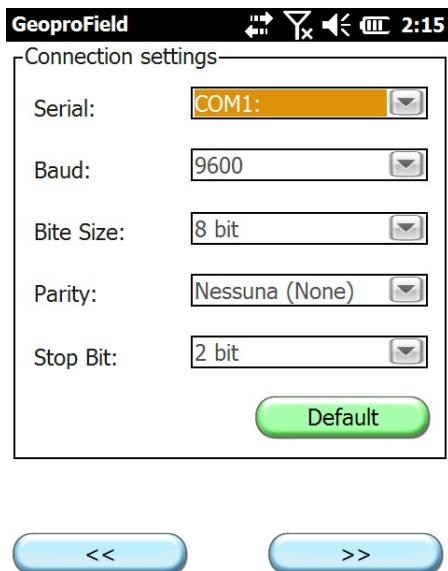 GeoproField 2:15
Connection settings
Serial: COM1:
Baud: 9600
Bite Size: 8 bit
Parity: Nessuna (None)
Stop Bit: 2 bit
Default
<< >>